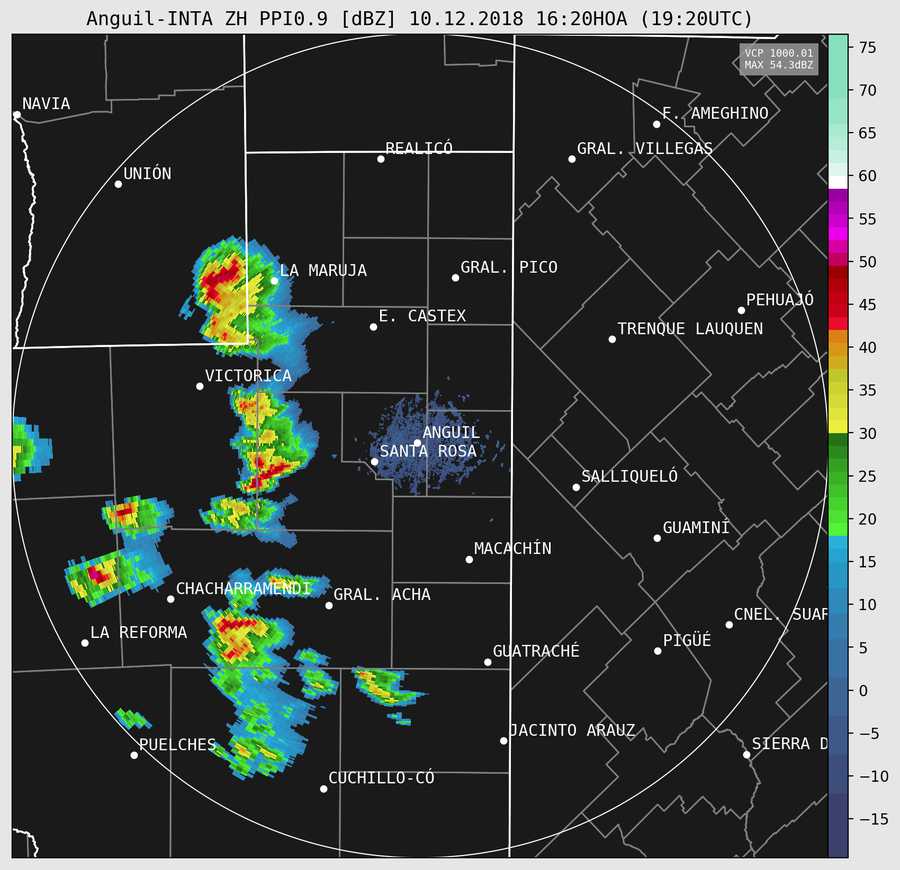 Anguil-INTA ZH PPI0.9 [dBZ] 10.12.2018 16:20HOA (19:20UTC)
VCP 1000.01
MAX 54.3dBZ
NAVIA
F. AMEGHINO
REALICÓ
GRAL. VILLEGAS
UNIÓN
LA MARUJA
GRAL. PICO
PEHUAJÓ
E. CASTEX
TRENQUE LAUQUEN
VICTORICA
ANGUIL
SANTA ROSA
SALLIQUELÓ
GUAMINÍ
MACACHÍN
CHACHARRAMENDI
GRAL. ACHA
CNEL. SUAR
LA REFORMA
PIGÜÉ
GUATRACHÉ
JACINTO ARAUZ
PUELCHES
SIERRA D
CUCHILLO-CÓ
75
70
65
60
55
50
45
40
35
30
25
20
15
10
5
0
−5
−10
−15